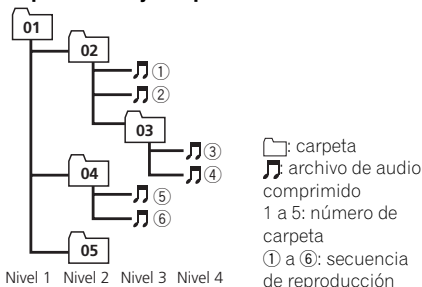 01
02
①
②
03
③
④
04
⑤
⑥
05
Nivel 1 Nivel 2 Nivel 3 Nivel 4
: carpeta
: archivo de audio
comprimido
1 a 5: número de
carpeta
① a ⑥: secuencia
de reproducción